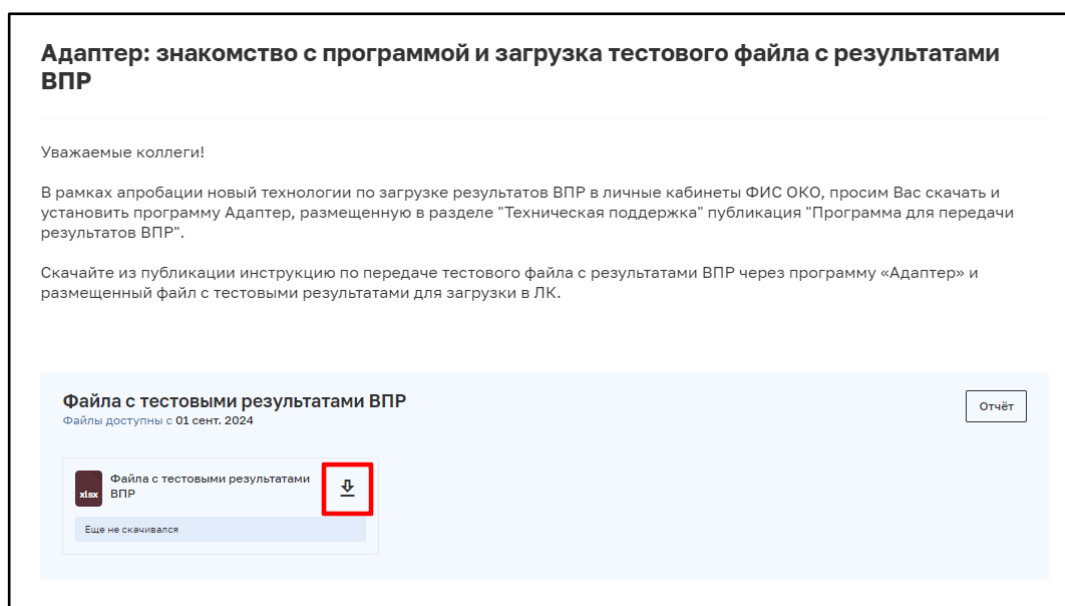 Адаптер: знакомство с программой и загрузка тестового файла с результатами
ВПР
Уважаемые коллеги!
В рамках апробации новый технологии по загрузке результатов ВПР в личные кабинеты ФИС ОКО, просим Вас скачать и
установить программу Адаптер, размещенную в разделе "Техническая поддержка" публикация "Программа для передачи
результатов ВПР".
Скачайте из публикации инструкцию по передаче тестового файла с результатами ВПР через программу «Адаптер» и
размещенный файл с тестовыми результатами для загрузки в ЛК.
Файла с тестовыми результатами ВПР
Отчёт
Файлы доступны с 01 сент. 2024
xlsx
Файла с тестовыми результатами
ВПР
Еще не скачивался